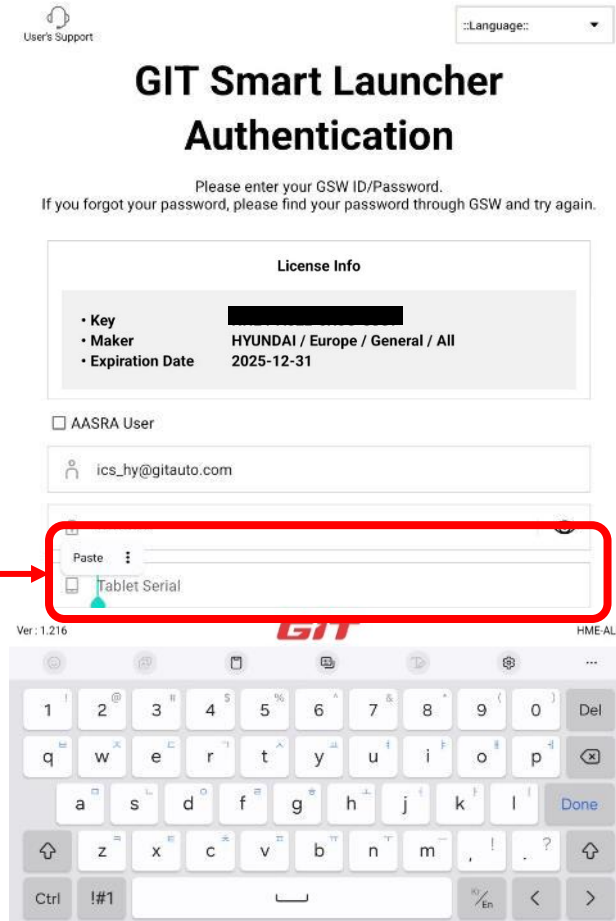 User's Support
::Language::
GIT Smart Launcher
Authentication
Please enter your GSW ID/Password.
If you forgot your password, please find your password through GSW and try again.
License Info
• Key
• Maker HYUNDAI / Europe / General / All
• Expiration Date 2025-12-31
AASRA User
ics_hy@gitauto.com
Paste
Tablet Serial
Ver : 1.216 GIT HME-AL
1 ! 2 @ 3 # 4 $ 5 % 6 ^ 7 & 8 * 9 ( 0 ) Del
q ㅂ w ㅈ e ㄷ r ㄱ t ㅅ y ㅛ u ㅕ i ㅑ o ㅐ p ㅔ
a ㅁ s ㄴ d ㅇ f ㄹ g ㅎ h ㅗ j ㅓ k ㅏ l ㅣ Done
z ㅋ x ㅌ c ㅊ v ㅍ b ㅠ n ㅜ m ㅡ , ! . ?
Ctrl !#1 한/En < >